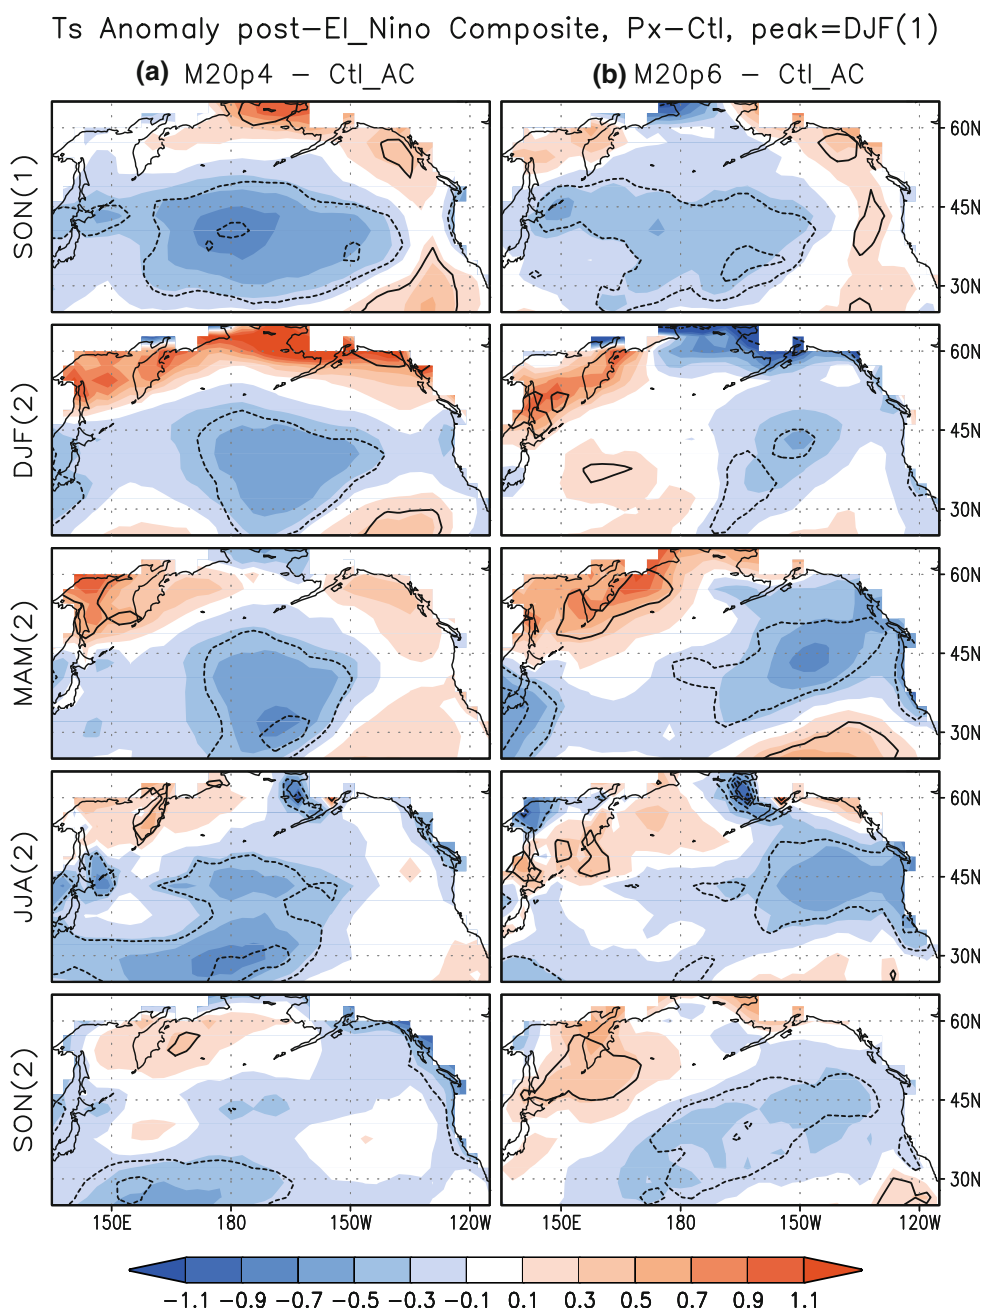 Ts Anomaly post−El_Nino Composite, Px−Ctl, peak=DJF(1)
(a) M20p4 − Ctl_AC
(b) M20p6 − Ctl_AC
SON(1)
60N
45N
30N
DJF(2)
60N
45N
30N
MAM(2)
60N
45N
30N
JJA(2)
60N
45N
30N
SON(2)
60N
45N
30N
150E 180 150W 120W
150E 180 150W 120W
−1.1 −0.9 −0.7 −0.5 −0.3 −0.1 0.1 0.3 0.5 0.7 0.9 1.1